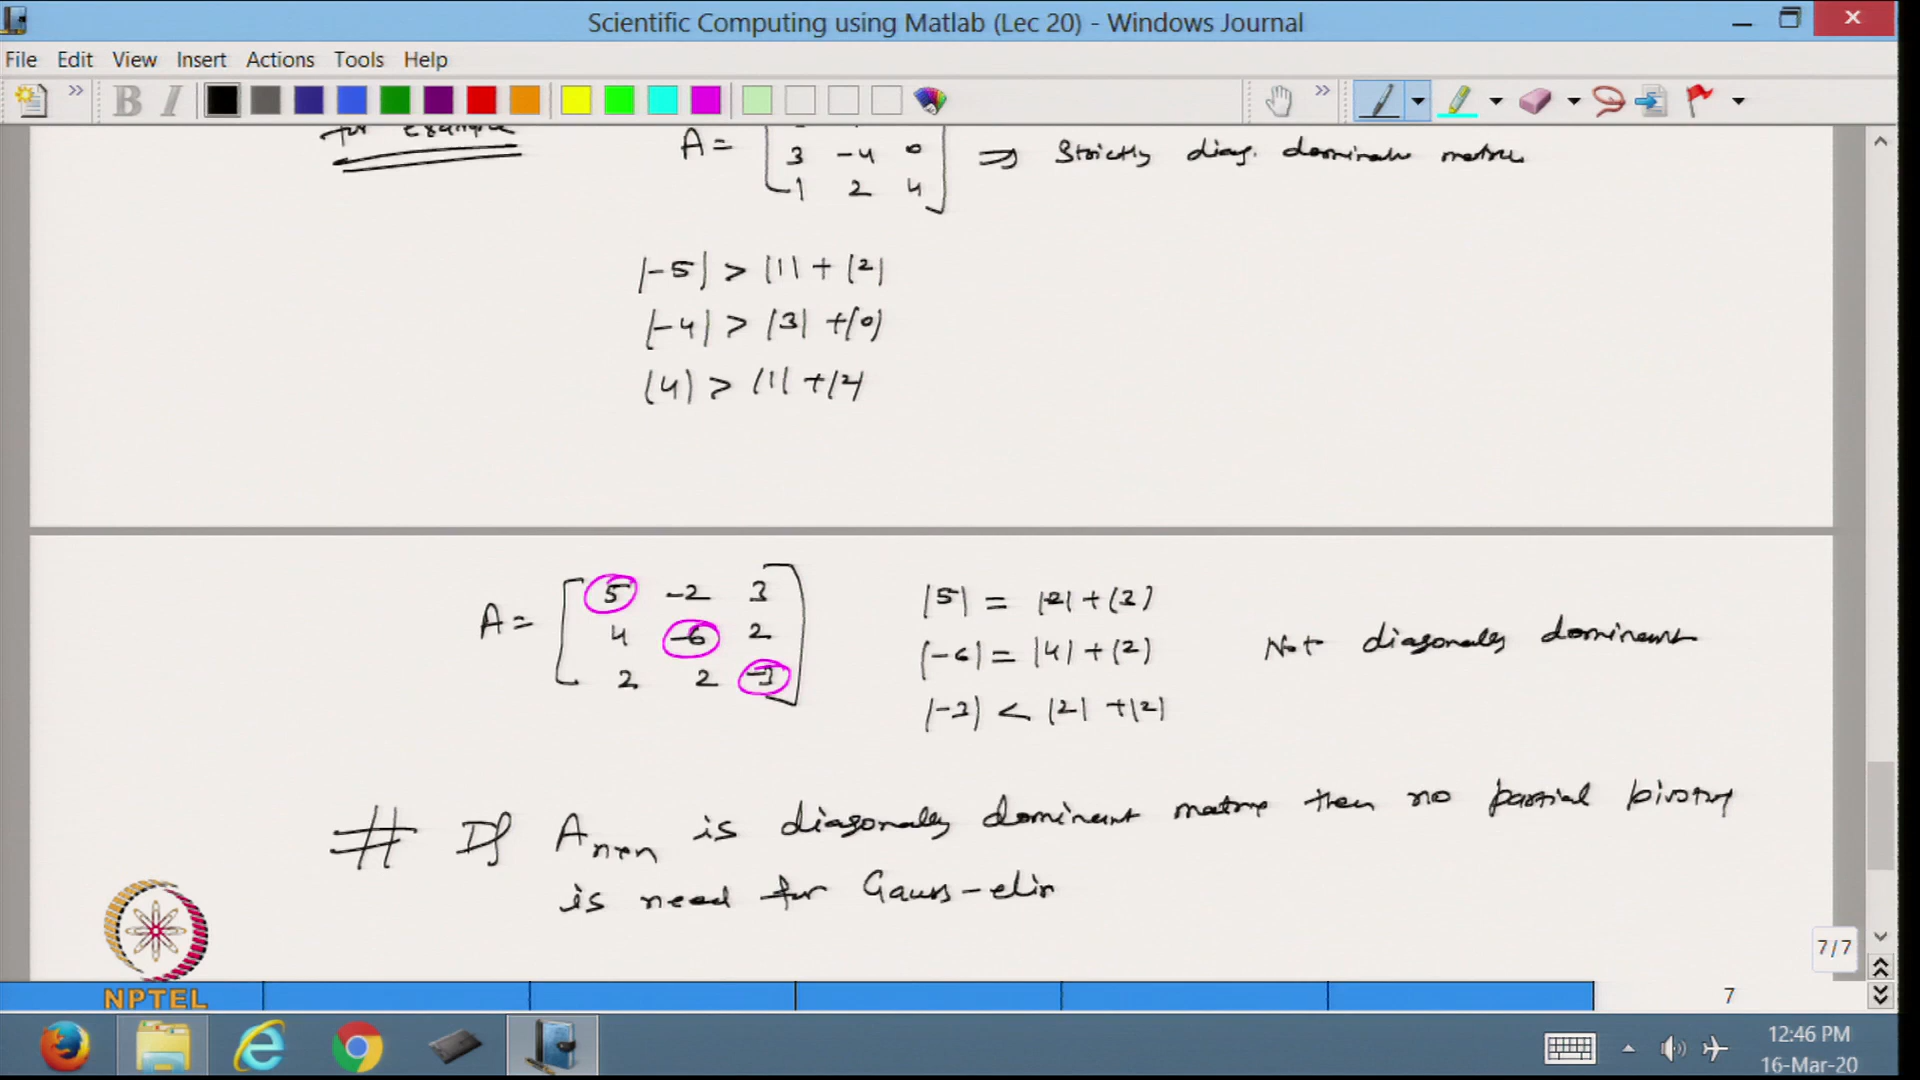 Scientific Computing using Matlab (Lec 20) - Windows Journal
File Edit View Insert Actions Tools Help
for example
A = [ 3 -4 0 ⇒ Strictly diag. dominate matrix
1 2 4 ]
|-5| > |1| + |2|
|-4| > |3| + |0|
|4| > |1| + |2|
A = [ 5 -2 3
4 -6 2
2 2 -3 ]
|5| = |2| + |3|
|-6| = |4| + |2|
|-3| < |2| + |2|
Not diagonally dominant
# If Anxn is diagonally dominant matrix then no partial pivoting
is need for Gauss-elim
NPTEL
7/7
7
12:46 PM
16-Mar-20